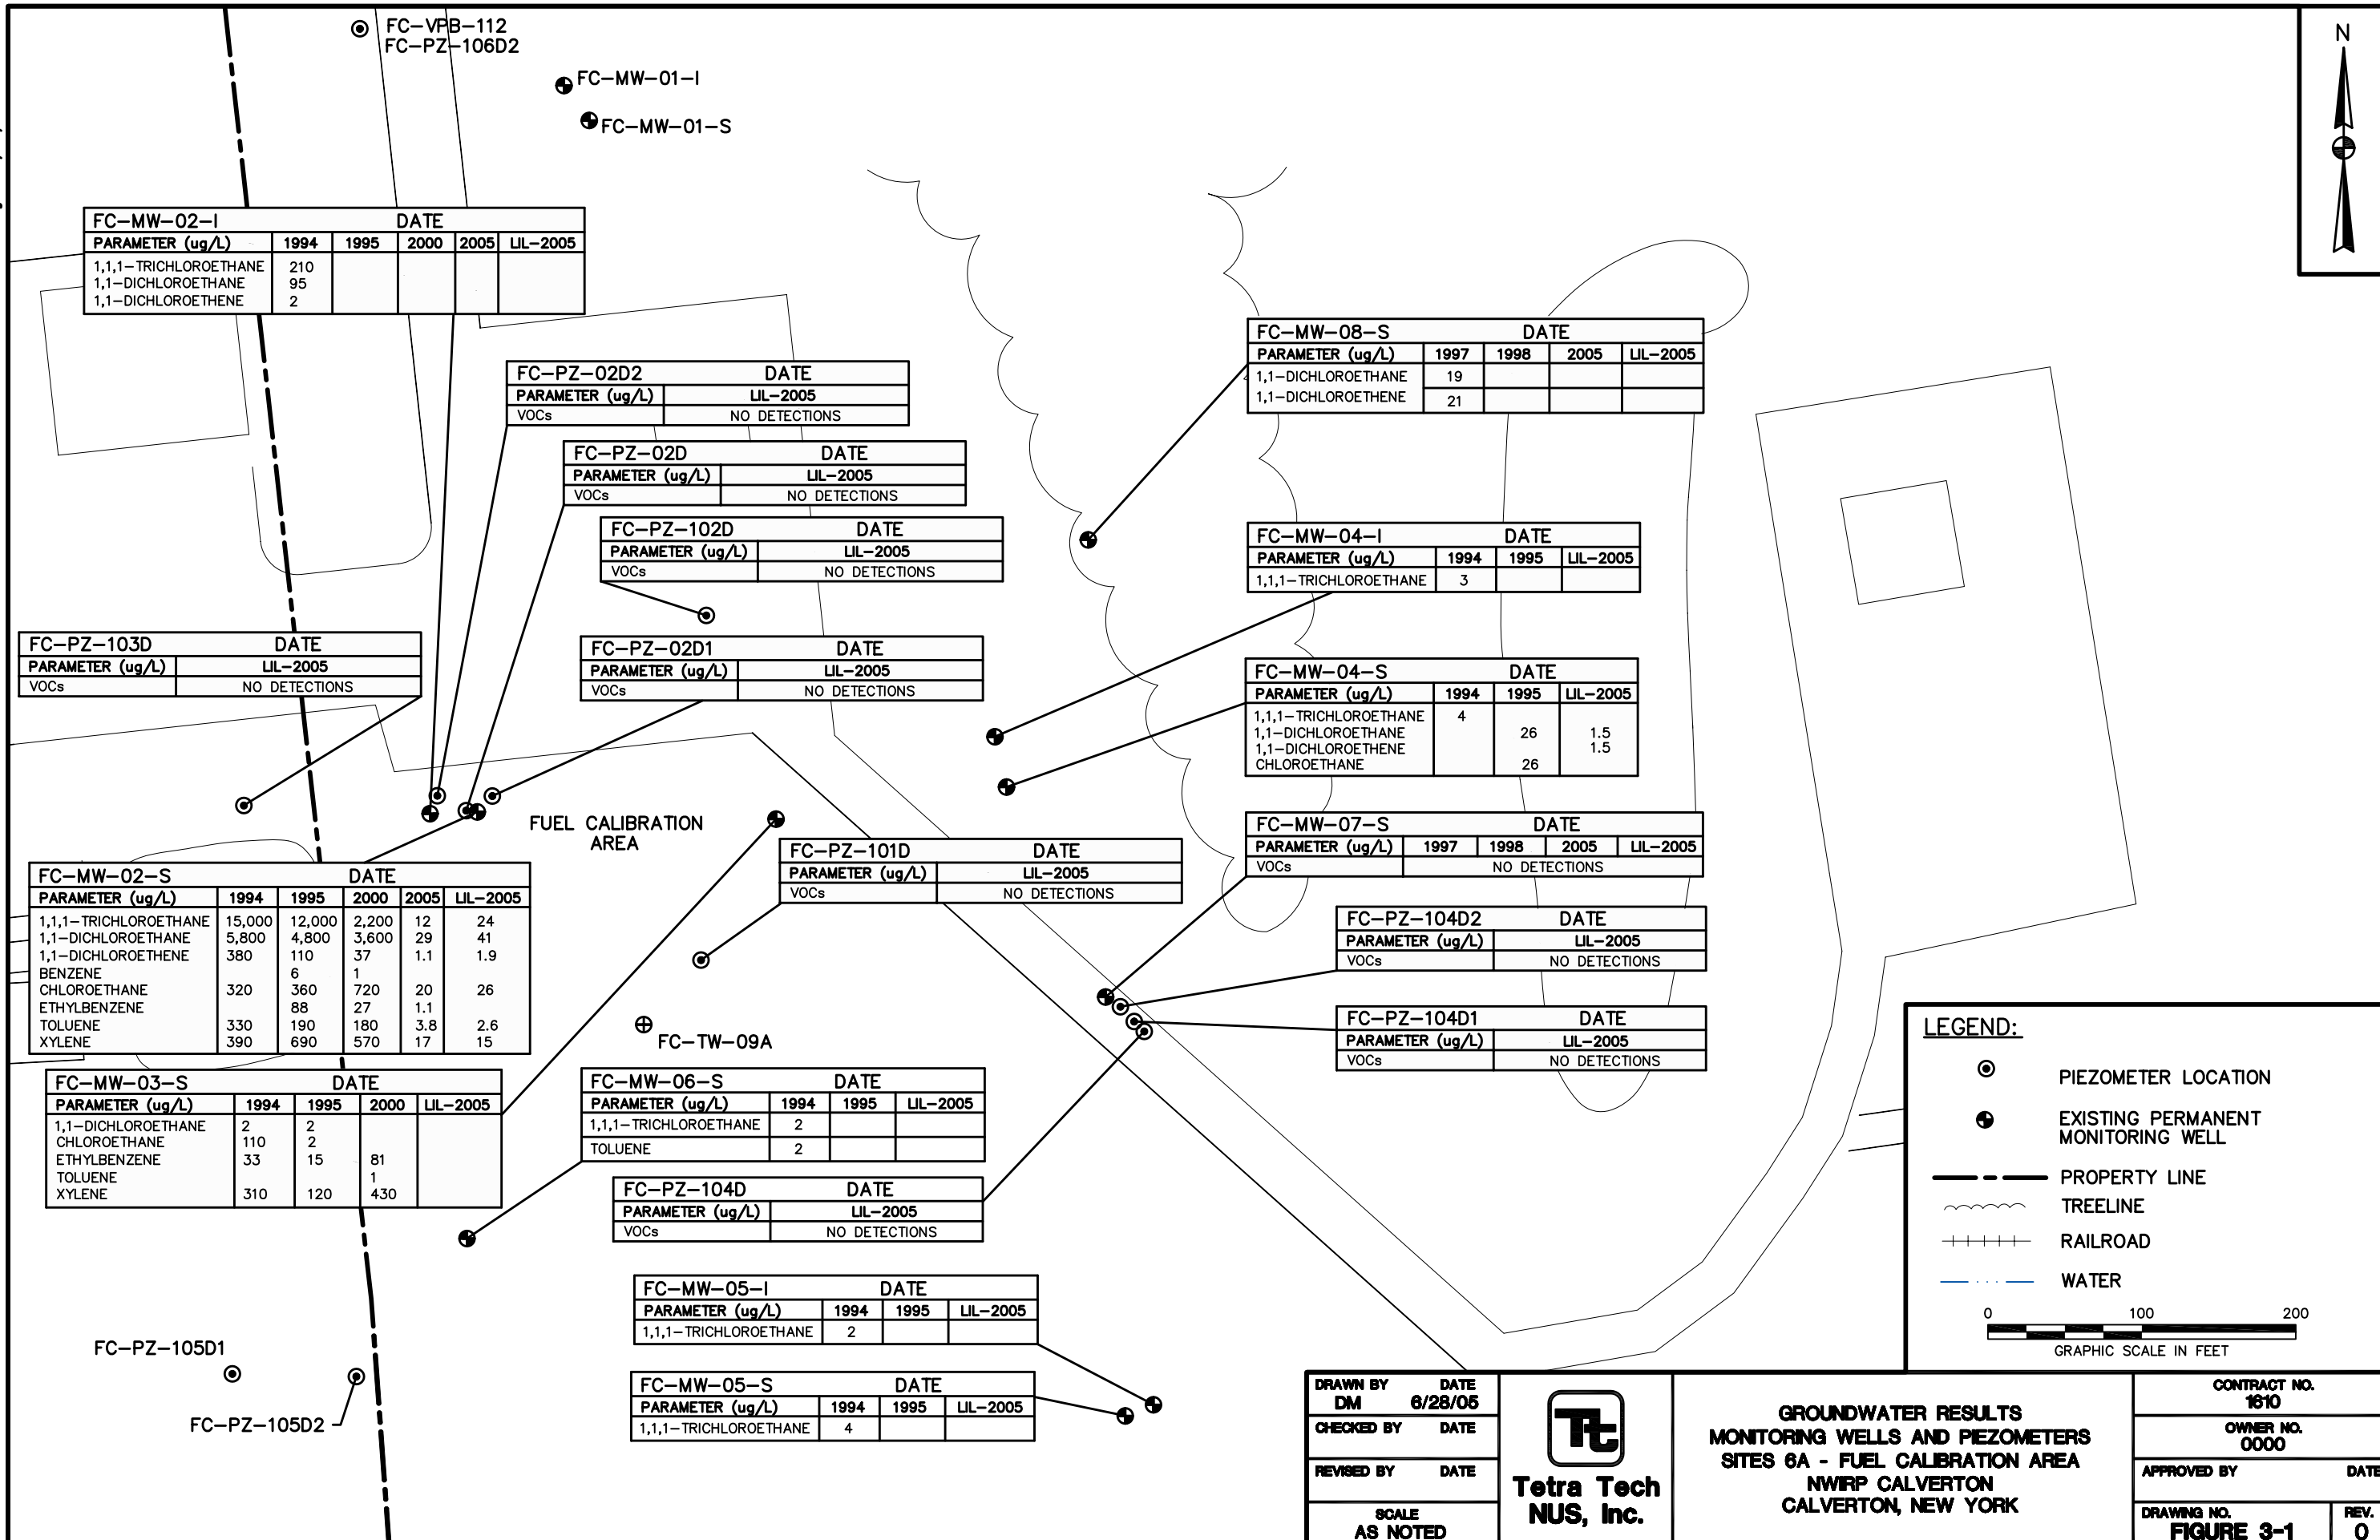 FC-VPB-112
FC-PZ-106D2
FC-MW-01-I
FC-MW-01-S
N
FC-MW-02-I DATE
PARAMETER (ug/L) 1994 1995 2000 2005 LIL-2005
1,1,1-TRICHLOROETHANE 210
1,1-DICHLOROETHANE 95
1,1-DICHLOROETHENE 2
FC-PZ-02D2 DATE
PARAMETER (ug/L) LIL-2005
VOCs NO DETECTIONS
FC-PZ-02D DATE
PARAMETER (ug/L) LIL-2005
VOCs NO DETECTIONS
FC-PZ-102D DATE
PARAMETER (ug/L) LIL-2005
VOCs NO DETECTIONS
FC-MW-08-S DATE
PARAMETER (ug/L) 1997 1998 2005 LIL-2005
1,1-DICHLOROETHANE 19
1,1-DICHLOROETHENE 21
FC-MW-04-I DATE
PARAMETER (ug/L) 1994 1995 LIL-2005
1,1,1-TRICHLOROETHANE 3
FC-PZ-103D DATE
PARAMETER (ug/L) LIL-2005
VOCs NO DETECTIONS
FC-PZ-02D1 DATE
PARAMETER (ug/L) LIL-2005
VOCs NO DETECTIONS
FC-MW-04-S DATE
PARAMETER (ug/L) 1994 1995 LIL-2005
1,1,1-TRICHLOROETHANE 4
1,1-DICHLOROETHANE 26 1.5
1,1-DICHLOROETHENE 1.5
CHLOROETHANE 26
FUEL CALIBRATION
AREA
FC-PZ-101D DATE
PARAMETER (ug/L) LIL-2005
VOCs NO DETECTIONS
FC-MW-07-S DATE
PARAMETER (ug/L) 1997 1998 2005 LIL-2005
VOCs NO DETECTIONS
FC-MW-02-S DATE
PARAMETER (ug/L) 1994 1995 2000 2005 LIL-2005
1,1,1-TRICHLOROETHANE 15,000 12,000 2,200 12 24
1,1-DICHLOROETHANE 5,800 4,800 3,600 29 41
1,1-DICHLOROETHENE 380 110 37 1.1 1.9
BENZENE 6 1
CHLOROETHANE 320 360 720 20 26
ETHYLBENZENE 88 27 1.1
TOLUENE 330 190 180 3.8 2.6
XYLENE 390 690 570 17 15
FC-PZ-104D2 DATE
PARAMETER (ug/L) LIL-2005
VOCs NO DETECTIONS
FC-PZ-104D1 DATE
PARAMETER (ug/L) LIL-2005
VOCs NO DETECTIONS
FC-TW-09A
FC-MW-03-S DATE
PARAMETER (ug/L) 1994 1995 2000 LIL-2005
1,1-DICHLOROETHANE 2 2
CHLOROETHANE 110 2
ETHYLBENZENE 33 15 81
TOLUENE 1
XYLENE 310 120 430
FC-MW-06-S DATE
PARAMETER (ug/L) 1994 1995 LIL-2005
1,1,1-TRICHLOROETHANE 2
TOLUENE 2
FC-PZ-104D DATE
PARAMETER (ug/L) LIL-2005
VOCs NO DETECTIONS
FC-MW-05-I DATE
PARAMETER (ug/L) 1994 1995 LIL-2005
1,1,1-TRICHLOROETHANE 2
FC-PZ-105D1
FC-PZ-105D2
FC-MW-05-S DATE
PARAMETER (ug/L) 1994 1995 LIL-2005
1,1,1-TRICHLOROETHANE 4
LEGEND:
PIEZOMETER LOCATION
EXISTING PERMANENT
MONITORING WELL
PROPERTY LINE
TREELINE
RAILROAD
WATER
0 100 200
GRAPHIC SCALE IN FEET
DRAWN BY DATE
DM 6/28/05
CHECKED BY DATE
REVISED BY DATE
SCALE
AS NOTED
Tt
Tetra Tech
NUS, Inc.
GROUNDWATER RESULTS
MONITORING WELLS AND PIEZOMETERS
SITES 6A - FUEL CALIBRATION AREA
NWIRP CALVERTON
CALVERTON, NEW YORK
CONTRACT NO.
1610
OWNER NO.
0000
APPROVED BY DATE
DRAWING NO. REV.
FIGURE 3-1 0